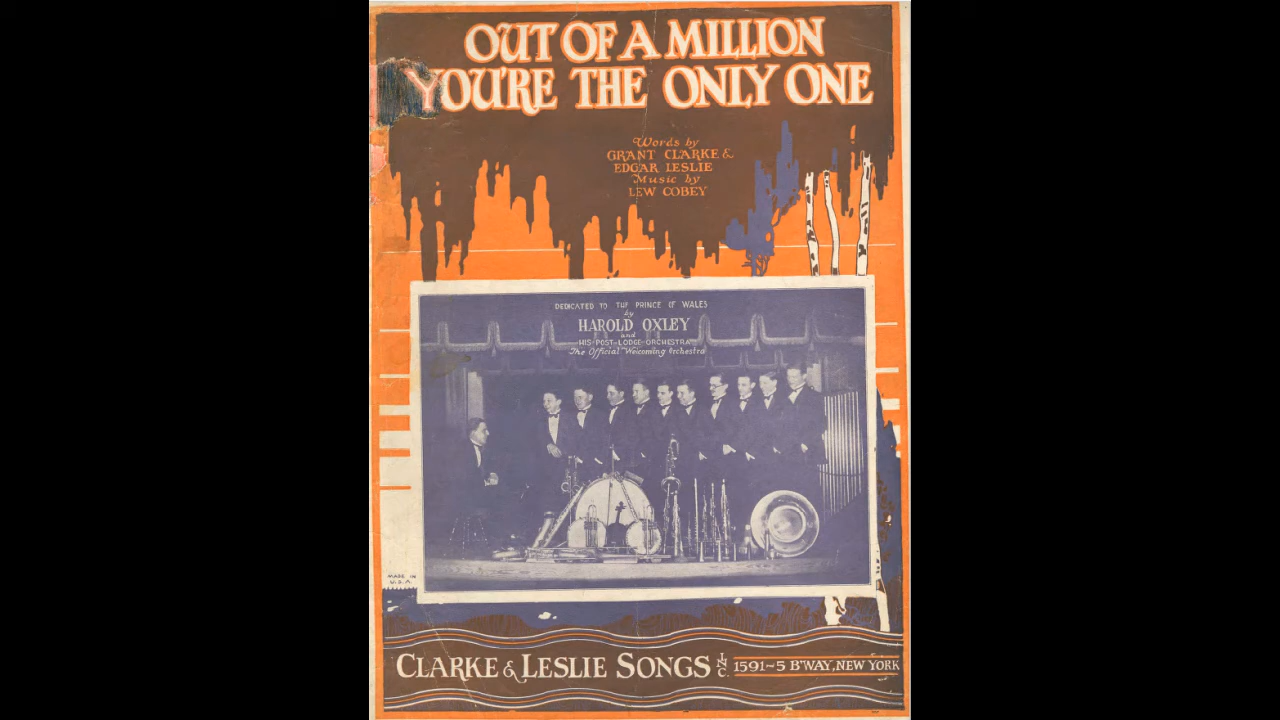 OUT OF A MILLION
YOU'RE THE ONLY ONE
Words by
GRANT CLARKE &
EDGAR LESLIE
Music by
LEW COBEY
DEDICATED TO THE PRINCE OF WALES
by
HAROLD OXLEY
and
HIS POST-LODGE ORCHESTRA
The Official Welcoming Orchestra
MADE IN
U.S.A.
CLARKE & LESLIE SONGS INC. 1591~5 B'WAY, NEW YORK